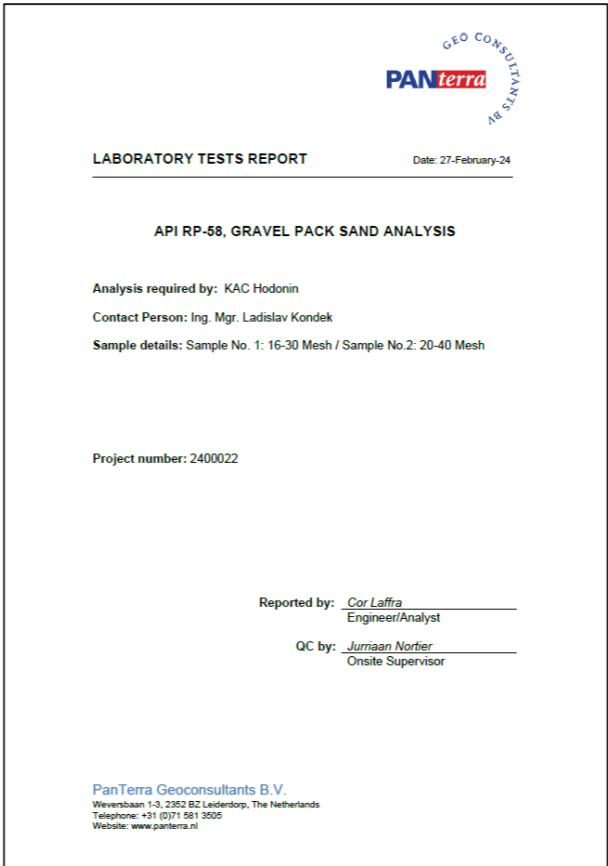 GEO CONSULTANTS BV
PANterra
LABORATORY TESTS REPORT Date: 27-February-24
API RP-58, GRAVEL PACK SAND ANALYSIS
Analysis required by: KAC Hodonin
Contact Person: Ing. Mgr. Ladislav Kondek
Sample details: Sample No. 1: 16-30 Mesh / Sample No.2: 20-40 Mesh
Project number: 2400022
Reported by: Cor Laffra
Engineer/Analyst
QC by: Jurriaan Nortier
Onsite Supervisor
PanTerra Geoconsultants B.V.
Weversbaan 1-3, 2352 BZ Leiderdorp, The Netherlands
Telephone: +31 (0)71 581 3505
Website: www.panterra.nl